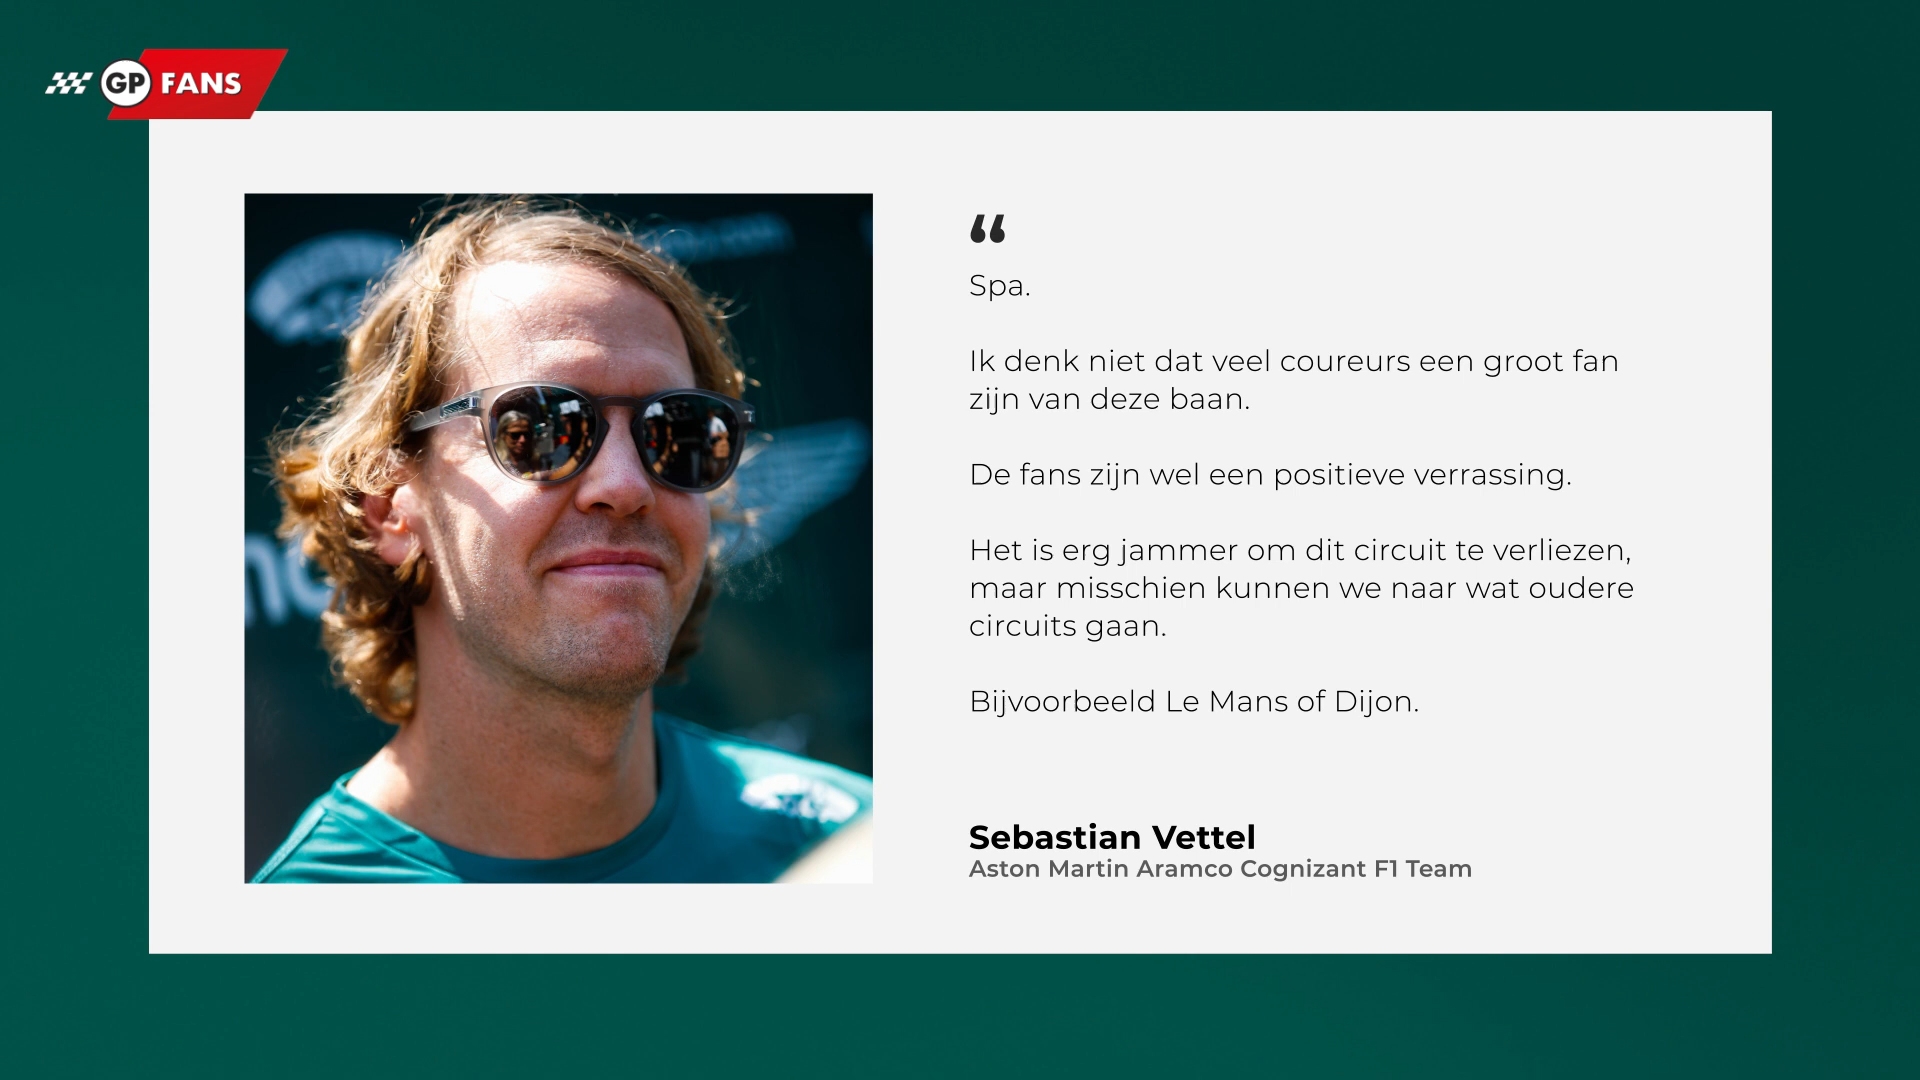 GP FANS
“
Spa.
Ik denk niet dat veel coureurs een groot fan
zijn van deze baan.
De fans zijn wel een positieve verrassing.
Het is erg jammer om dit circuit te verliezen,
maar misschien kunnen we naar wat oudere
circuits gaan.
Bijvoorbeeld Le Mans of Dijon.
Sebastian Vettel
Aston Martin Aramco Cognizant F1 Team